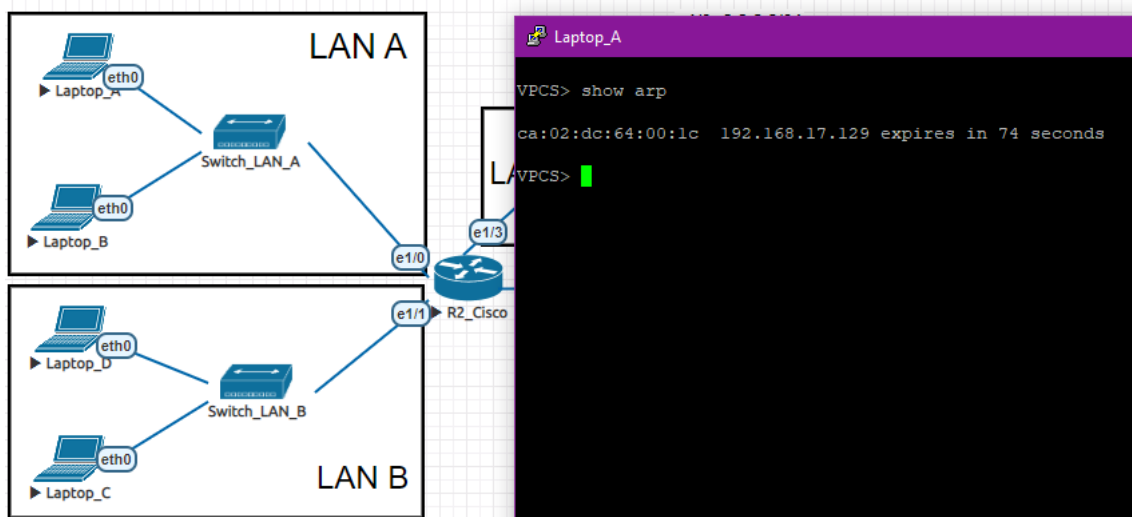 LAN A
eth0
Laptop_A
Switch_LAN_A
eth0
Laptop_B
e1/3
e1/0
R2_Cisco
e1/1
eth0
Laptop_D
Switch_LAN_B
eth0
Laptop_C
LAN B
Laptop_A
VPCS> show arp
ca:02:dc:64:00:1c 192.168.17.129 expires in 74 seconds
VPCS>